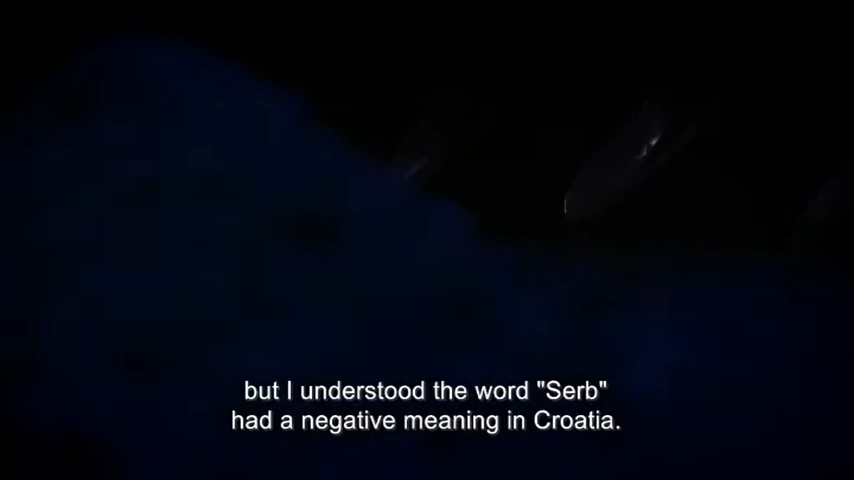 but I understood the word "Serb"
had a negative meaning in Croatia.